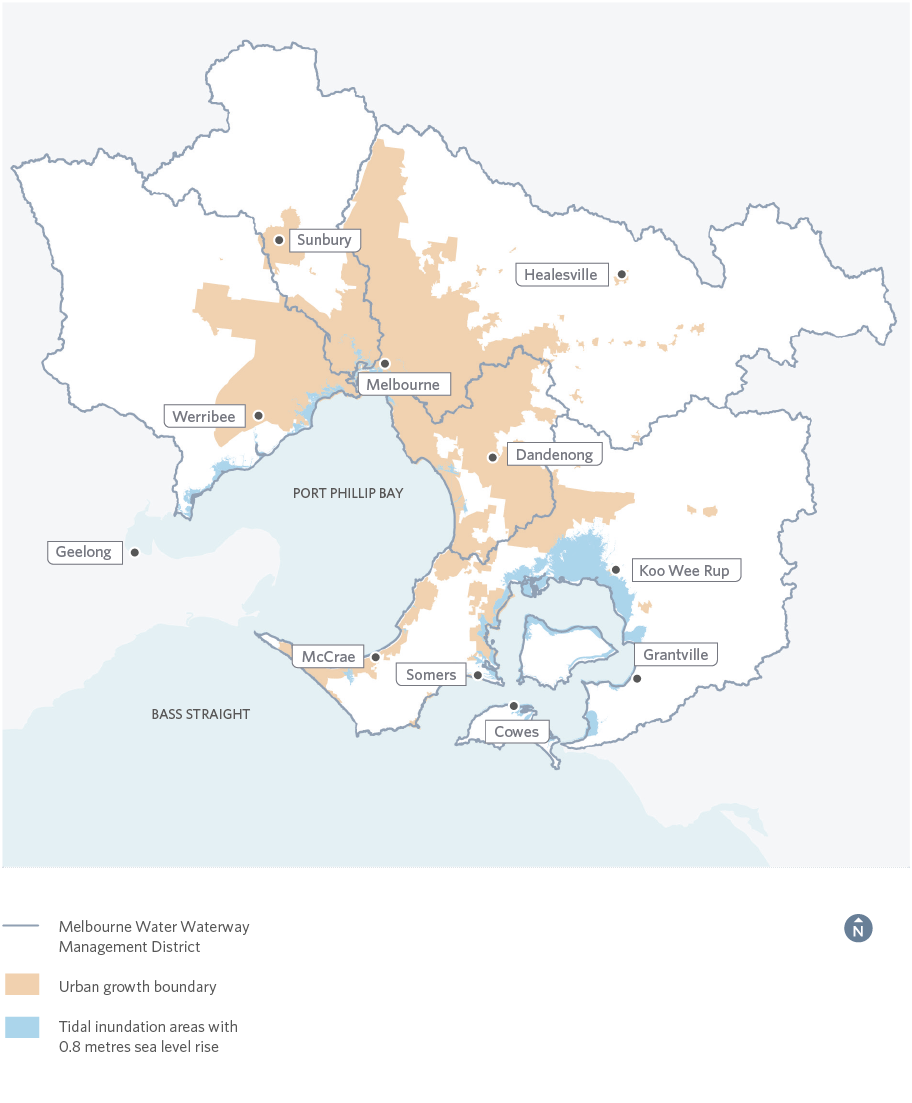 Sunbury
Healesville
Melbourne
Werribee
Dandenong
PORT PHILLIP BAY
Geelong
Koo Wee Rup
McCrae
Grantville
Somers
BASS STRAIGHT
Cowes
Melbourne Water Waterway
Management District
N
Urban growth boundary
Tidal inundation areas with
0.8 metres sea level rise